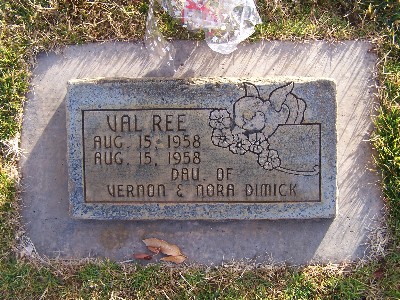 VAL REE
AUG. 15, 1958
AUG. 15, 1958
DAU. OF
VERNON & NORA DIMICK